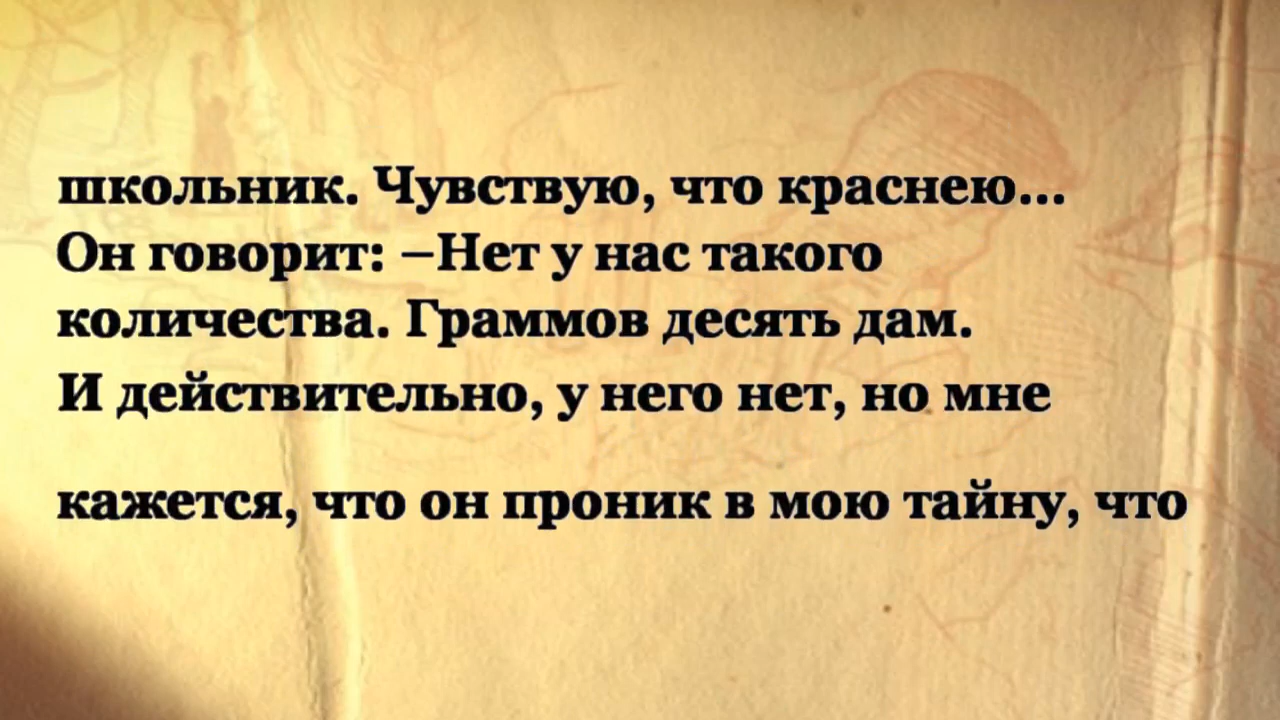 школьник. Чувствую, что краснею...
Он говорит: –Нет у нас такого
количества. Граммов десять дам.
И действительно, у него нет, но мне
кажется, что он проник в мою тайну, что